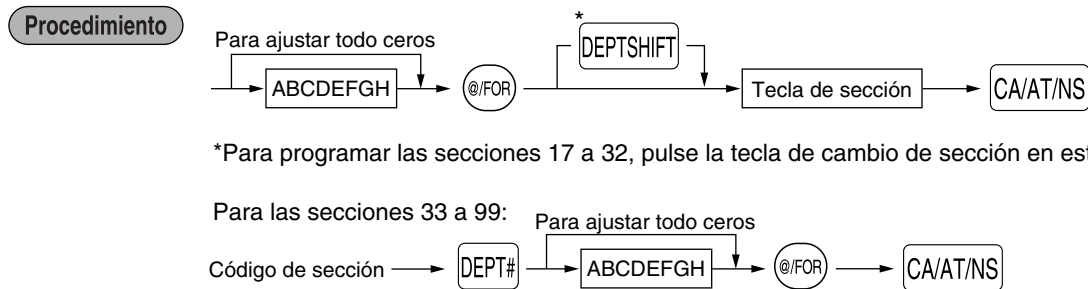 Procedimiento
Para ajustar todo ceros
*
DEPTSHIFT
ABCDEFGH @/FOR Tecla de sección CA/AT/NS
*Para programar las secciones 17 a 32, pulse la tecla de cambio de sección en
Para las secciones 33 a 99:
Para ajustar todo ceros
Código de sección DEPT# ABCDEFGH @/FOR CA/AT/NS